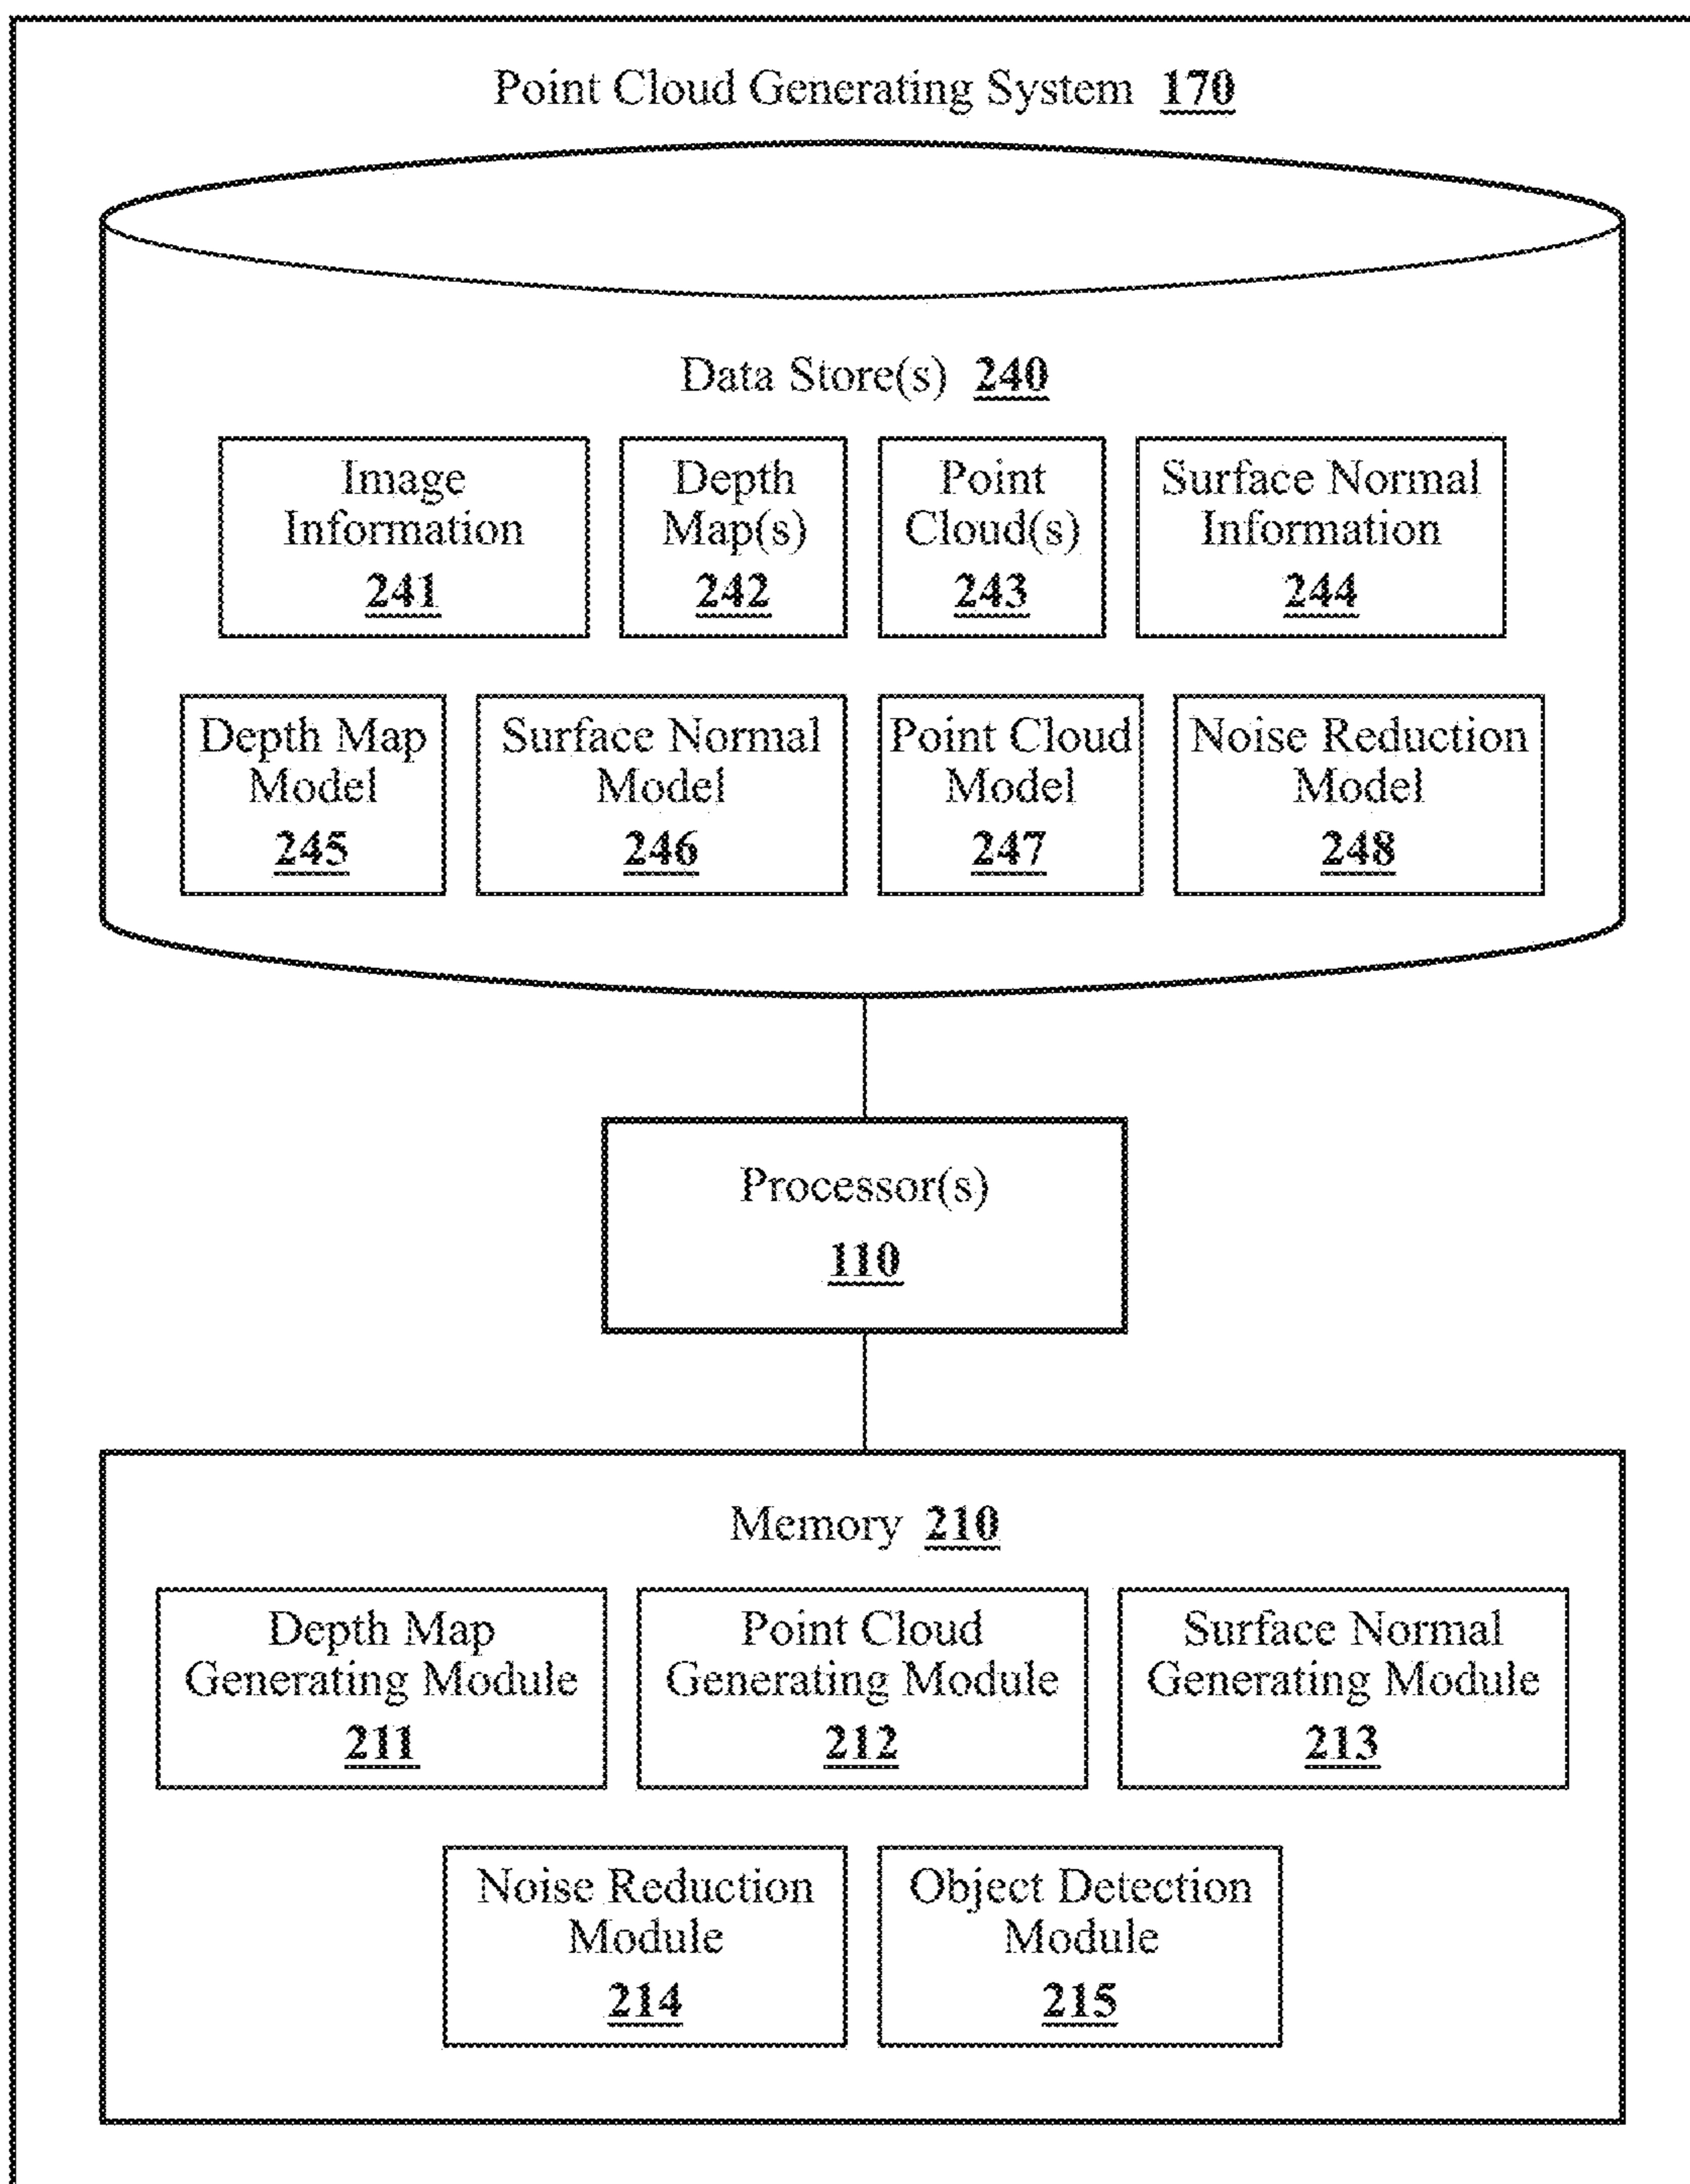 Point Cloud Generating System 170
Data Store(s) 240
Image
Information
241
Depth
Map(s)
242
Point
Cloud(s)
243
Surface Normal
Information
244
Depth Map
Model
245
Surface Normal
Model
246
Point Cloud
Model
247
Noise Reduction
Model
248
Processor(s)
110
Memory 210
Depth Map
Generating Module
211
Point Cloud
Generating Module
212
Surface Normal
Generating Module
213
Noise Reduction
Module
214
Object Detection
Module
215